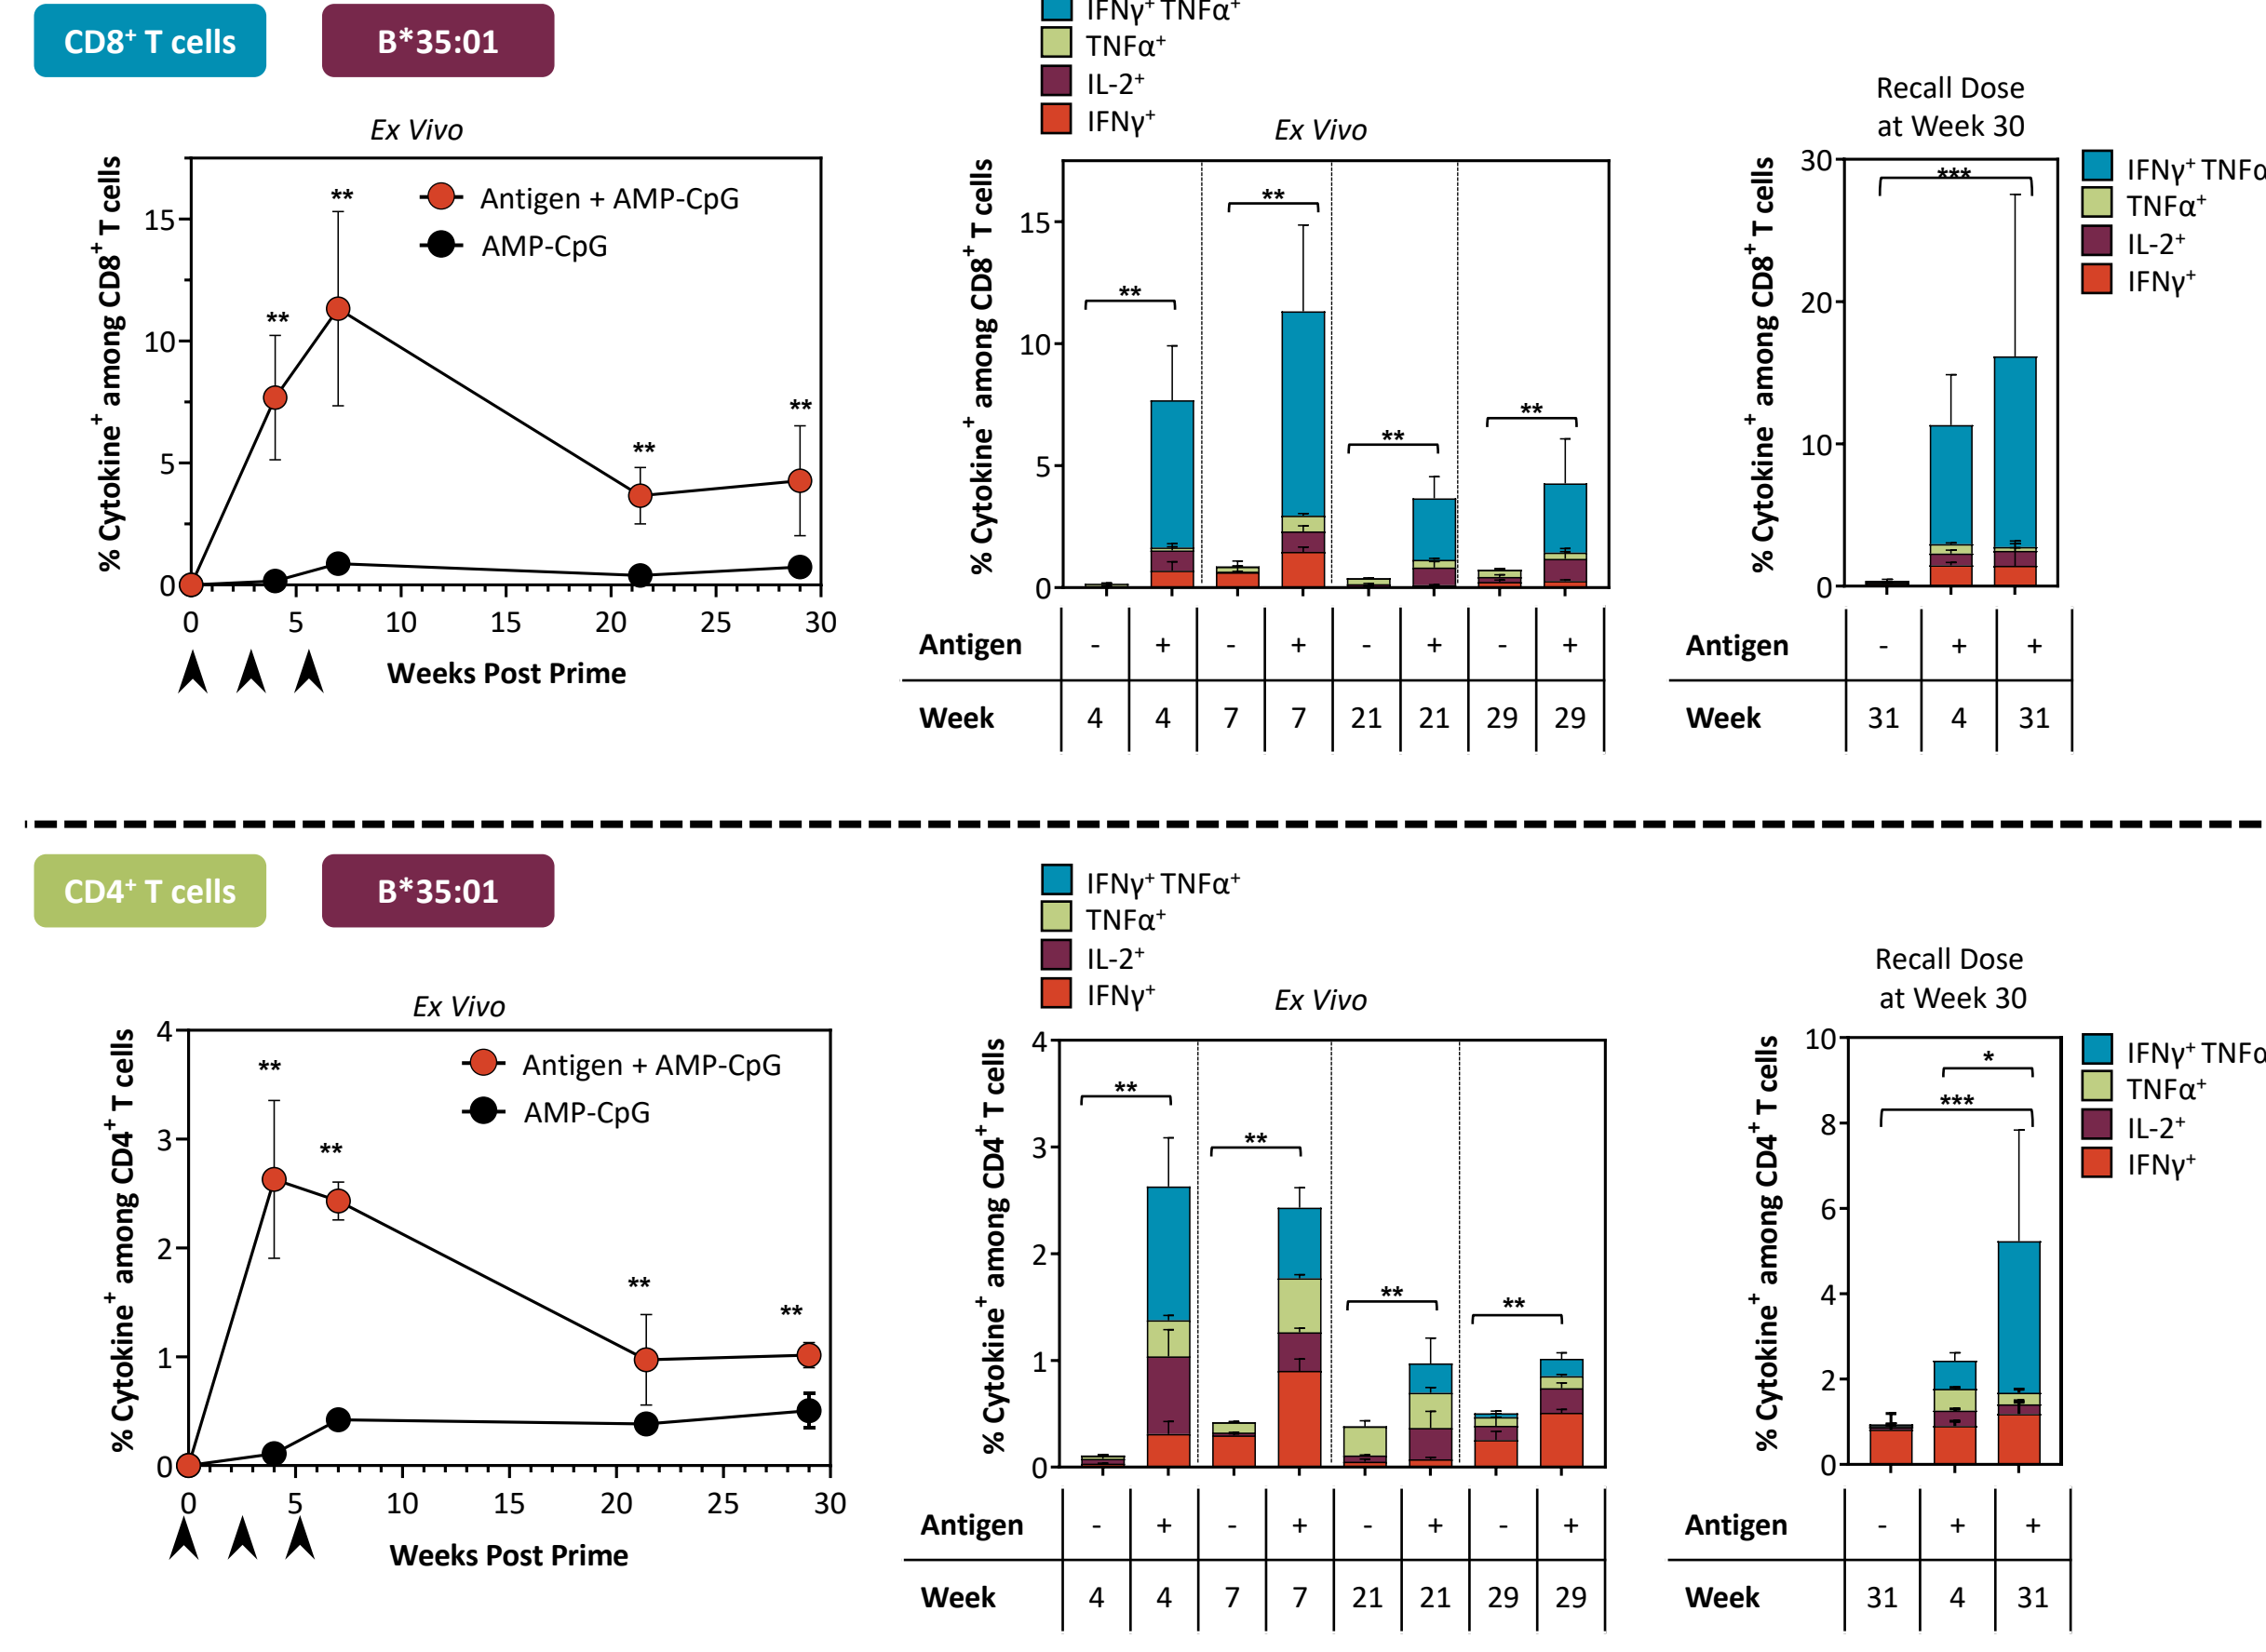 CD8⁺ T cells
B*35:01
IFNγ⁺ TNFα⁺
TNFα⁺
IL-2⁺
IFNγ⁺
Ex Vivo
% Cytokine⁺ among CD8⁺ T cells
15
10
5
0
**
**
**
**
Antigen + AMP-CpG
AMP-CpG
0 5 10 15 20 25 30
Weeks Post Prime
Ex Vivo
% Cytokine⁺ among CD8⁺ T cells
15
10
5
0
**
**
**
**
Antigen - + - + - + - +
Week 4 4 7 7 21 21 29 29
Recall Dose
at Week 30
% Cytokine⁺ among CD8⁺ T cells
30
20
10
0
***
IFNγ⁺ TNFα
TNFα⁺
IL-2⁺
IFNγ⁺
Antigen - + +
Week 31 4 31
CD4⁺ T cells
B*35:01
IFNγ⁺ TNFα⁺
TNFα⁺
IL-2⁺
IFNγ⁺
Ex Vivo
% Cytokine⁺ among CD4⁺ T cells
4
3
2
1
0
**
**
**
**
Antigen + AMP-CpG
AMP-CpG
0 5 10 15 20 25 30
Weeks Post Prime
Ex Vivo
% Cytokine⁺ among CD4⁺ T cells
4
3
2
1
0
**
**
**
**
Antigen - + - + - + - +
Week 4 4 7 7 21 21 29 29
Recall Dose
at Week 30
% Cytokine⁺ among CD4⁺ T cells
10
8
6
4
2
0
*
***
IFNγ⁺ TNFα
TNFα⁺
IL-2⁺
IFNγ⁺
Antigen - + +
Week 31 4 31